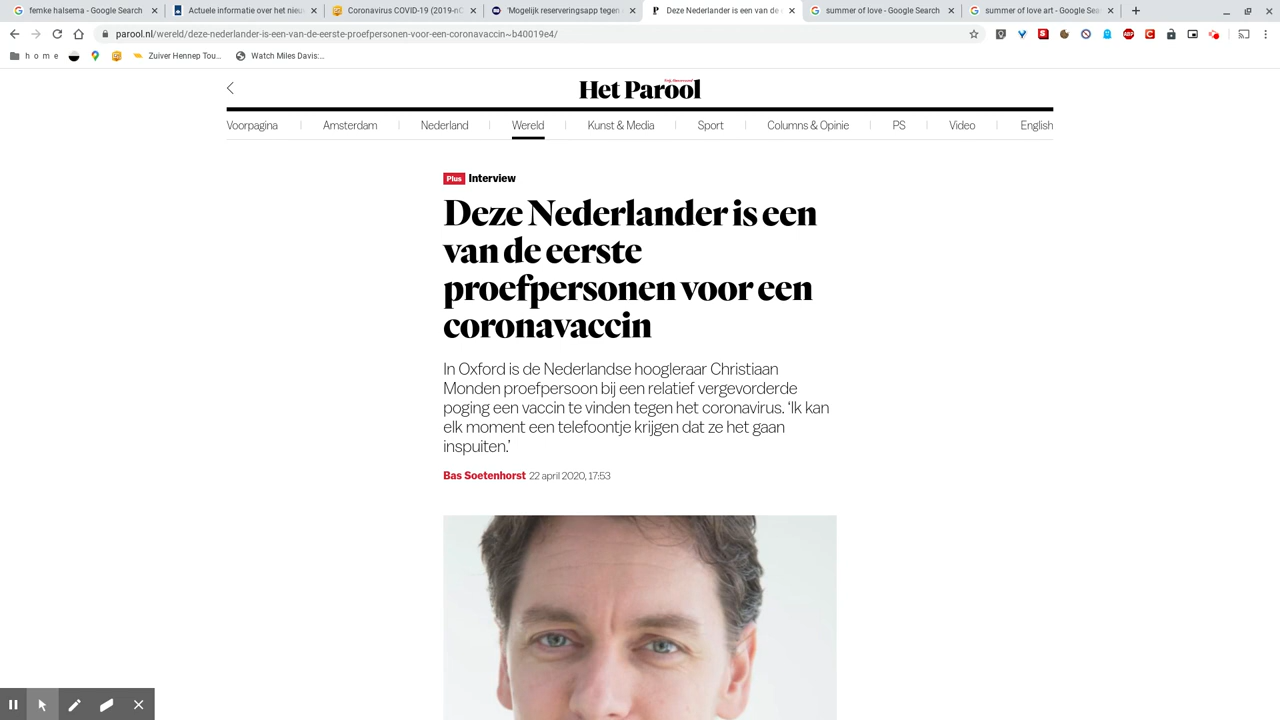 femke halsema - Google Search
Actuele informatie over het nieu
Coronavirus COVID-19 (2019-nC
'Mogelijk reserveringsapp tegen
Deze Nederlander is een van de
summer of love - Google Search
summer of love art - Google Sea
parool.nl/wereld/deze-nederlander-is-een-van-de-eerste-proefpersonen-voor-een-coronavaccin~b40019e4/
h o m e
Zuiver Hennep Tou...
Watch Miles Davis:...
Het Parool
Voorpagina
Amsterdam
Nederland
Wereld
Kunst & Media
Sport
Columns & Opinie
PS
Video
English
Plus Interview
Deze Nederlander is een
van de eerste
proefpersonen voor een
coronavaccin
In Oxford is de Nederlandse hoogleraar Christiaan
Monden proefpersoon bij een relatief vergevorderde
poging een vaccin te vinden tegen het coronavirus. ‘Ik kan
elk moment een telefoontje krijgen dat ze het gaan
inspuiten.’
Bas Soetenhorst 22 april 2020, 17:53